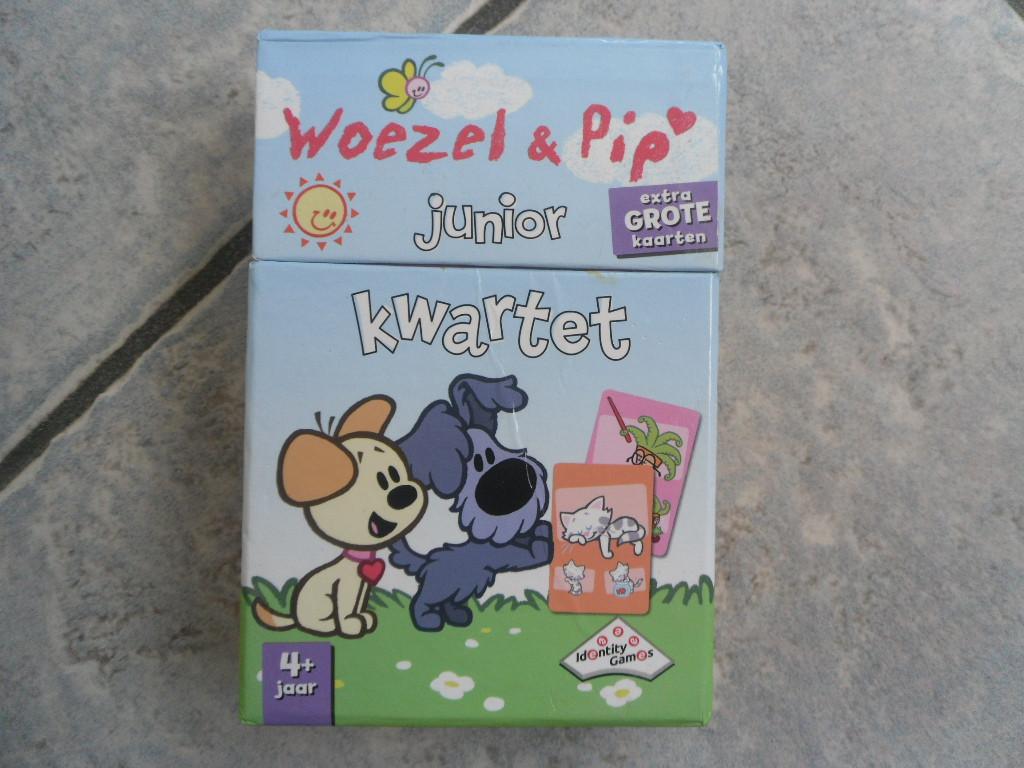 Woezel & Pip
junior
extra
GROTE
kaarten
kwartet
4+
jaar
Identity
Games